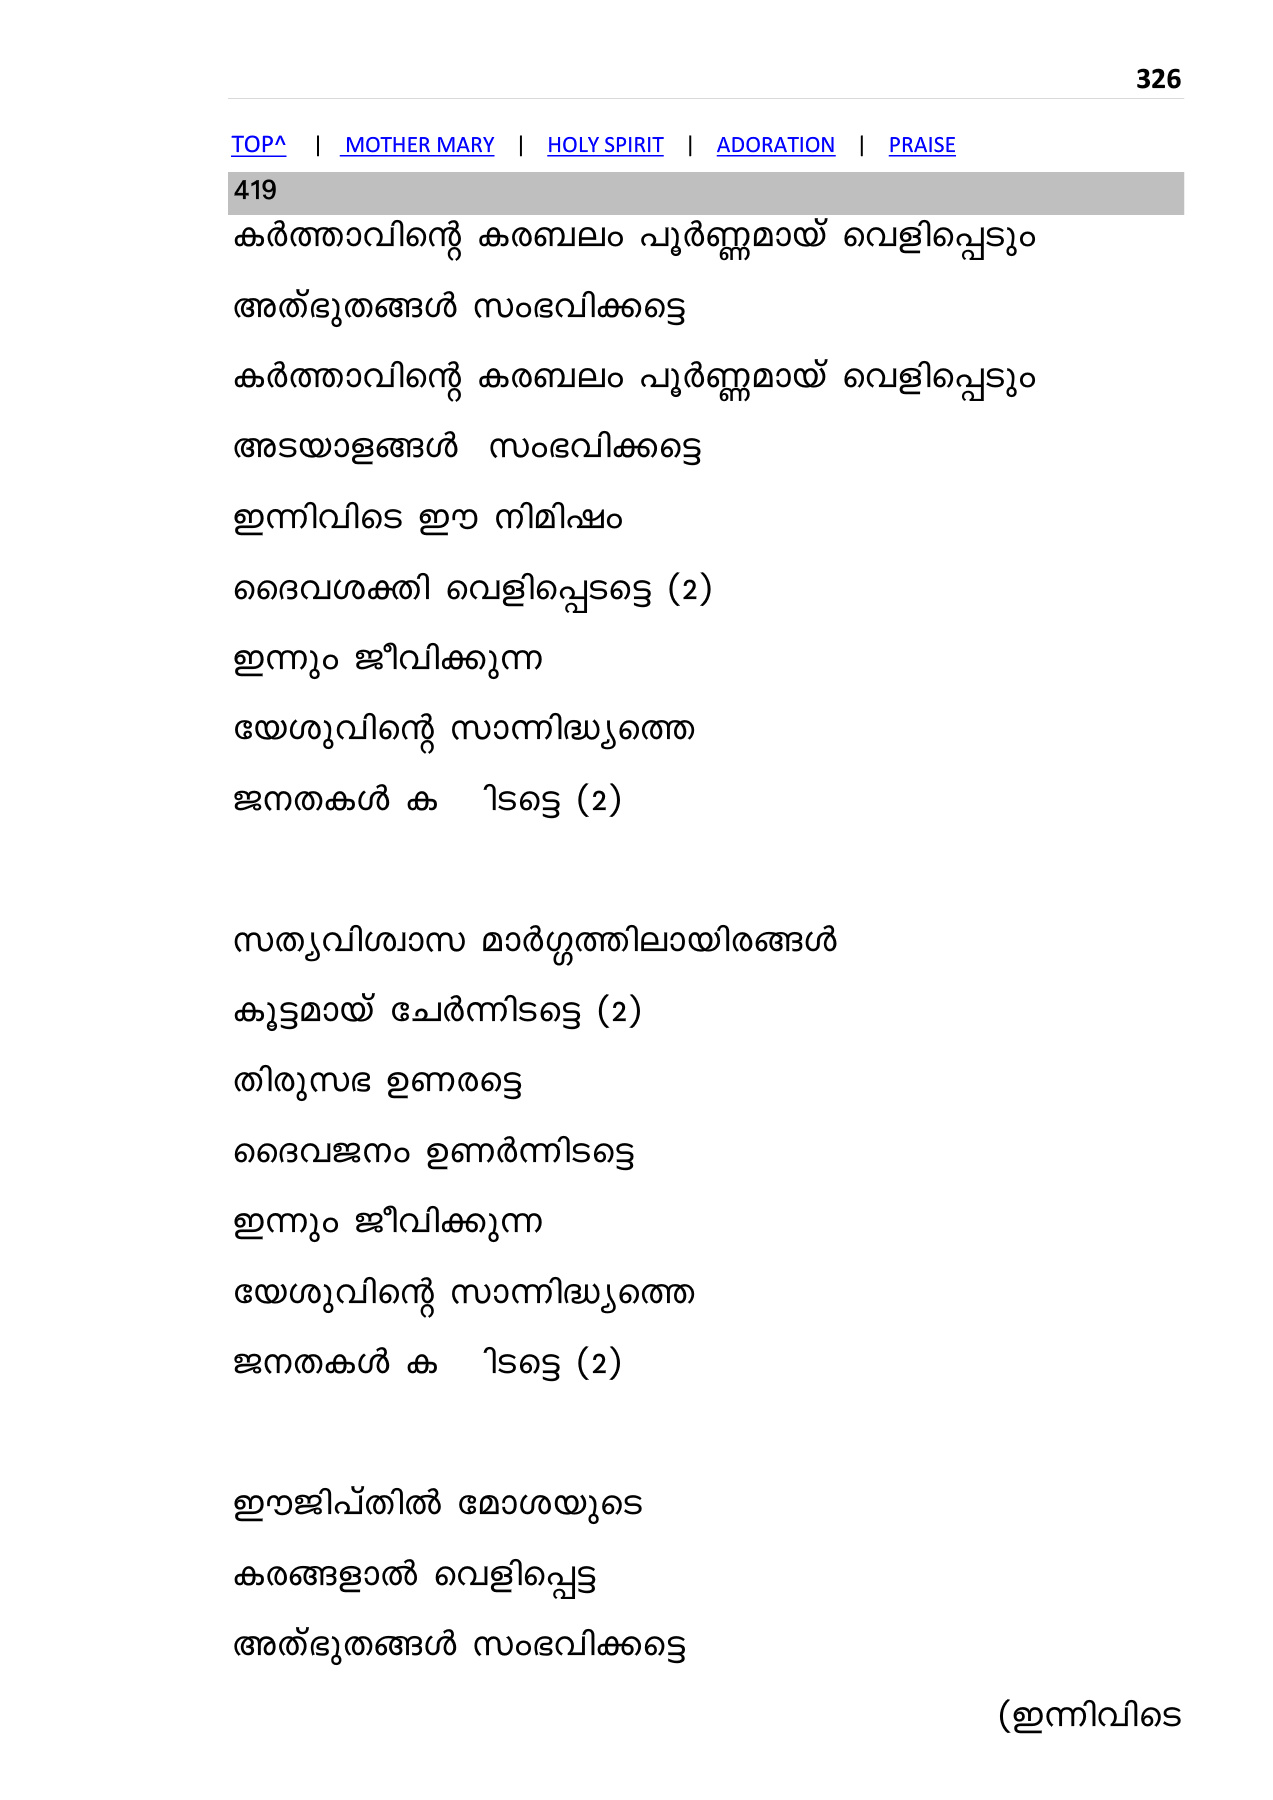 326
TOP^ | MOTHER MARY | HOLY SPIRIT | ADORATION | PRAISE
419
കർത്താവിന്റെ കരബലം പൂർണ്ണമായ് വെളിപ്പെടും
അത്ഭുതങ്ങൾ സംഭവിക്കട്ടെ
കർത്താവിന്റെ കരബലം പൂർണ്ണമായ് വെളിപ്പെടും
അടയാളങ്ങൾ സംഭവിക്കട്ടെ
ഇന്നിവിടെ ഈ നിമിഷം
ദൈവശക്തി വെളിപ്പെടട്ടെ (2)
ഇന്നും ജീവിക്കുന്ന
യേശുവിന്റെ സാന്നിദ്ധ്യത്തെ
ജനതകൾ ക ിടട്ടെ (2)
സത്യവിശ്വാസ മാർഗ്ഗത്തിലായിരങ്ങൾ
കൂട്ടമായ് ചേർന്നിടട്ടെ (2)
തിരുസഭ ഉണരട്ടെ
ദൈവജനം ഉണർന്നിടട്ടെ
ഇന്നും ജീവിക്കുന്ന
യേശുവിന്റെ സാന്നിദ്ധ്യത്തെ
ജനതകൾ ക ിടട്ടെ (2)
ഈജിപ്തിൽ മോശയുടെ
കരങ്ങളാൽ വെളിപ്പെട്ട
അത്ഭുതങ്ങൾ സംഭവിക്കട്ടെ
(ഇന്നിവിടെ